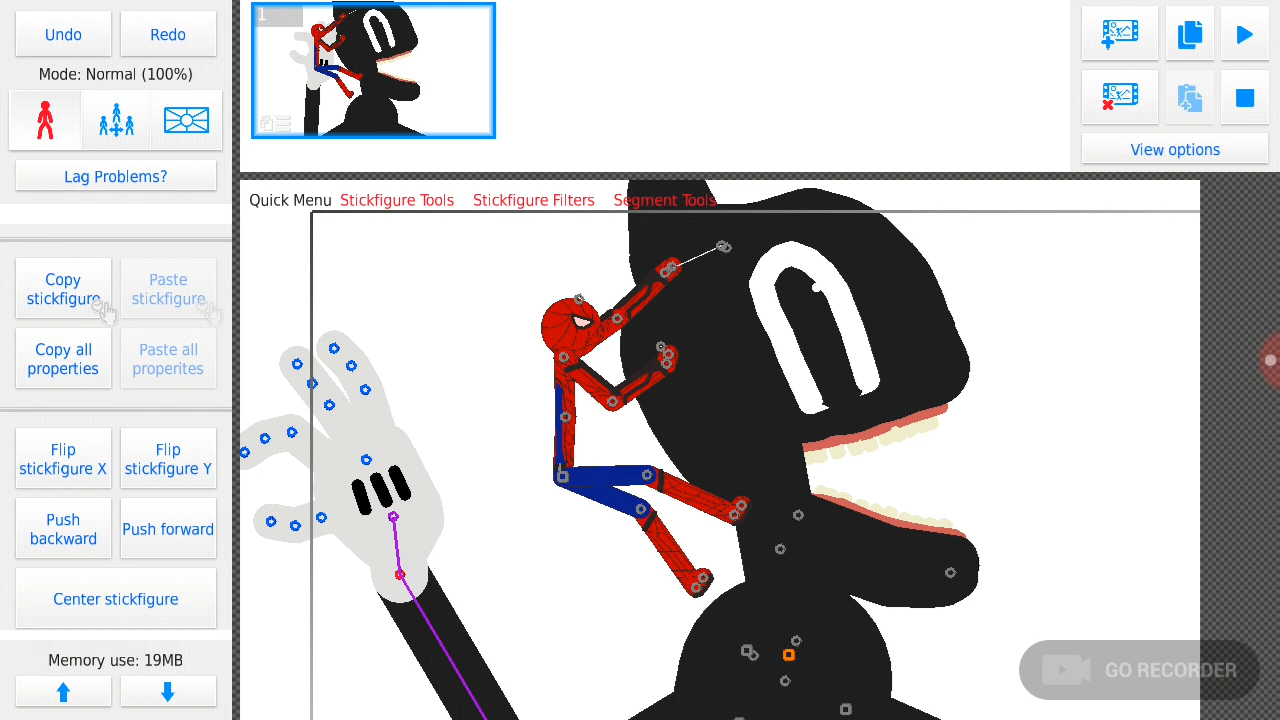 Undo
Redo
Mode: Normal (100%)
Lag Problems?
Copy
stickfigure
Paste
stickfigure
Copy all
properties
Paste all
properites
Flip
stickfigure X
Flip
stickfigure Y
Push
backward
Push forward
Center stickfigure
Memory use: 19MB
1
View options
Quick Menu Stickfigure Tools Stickfigure Filters Segment Tools
GO RECORDER